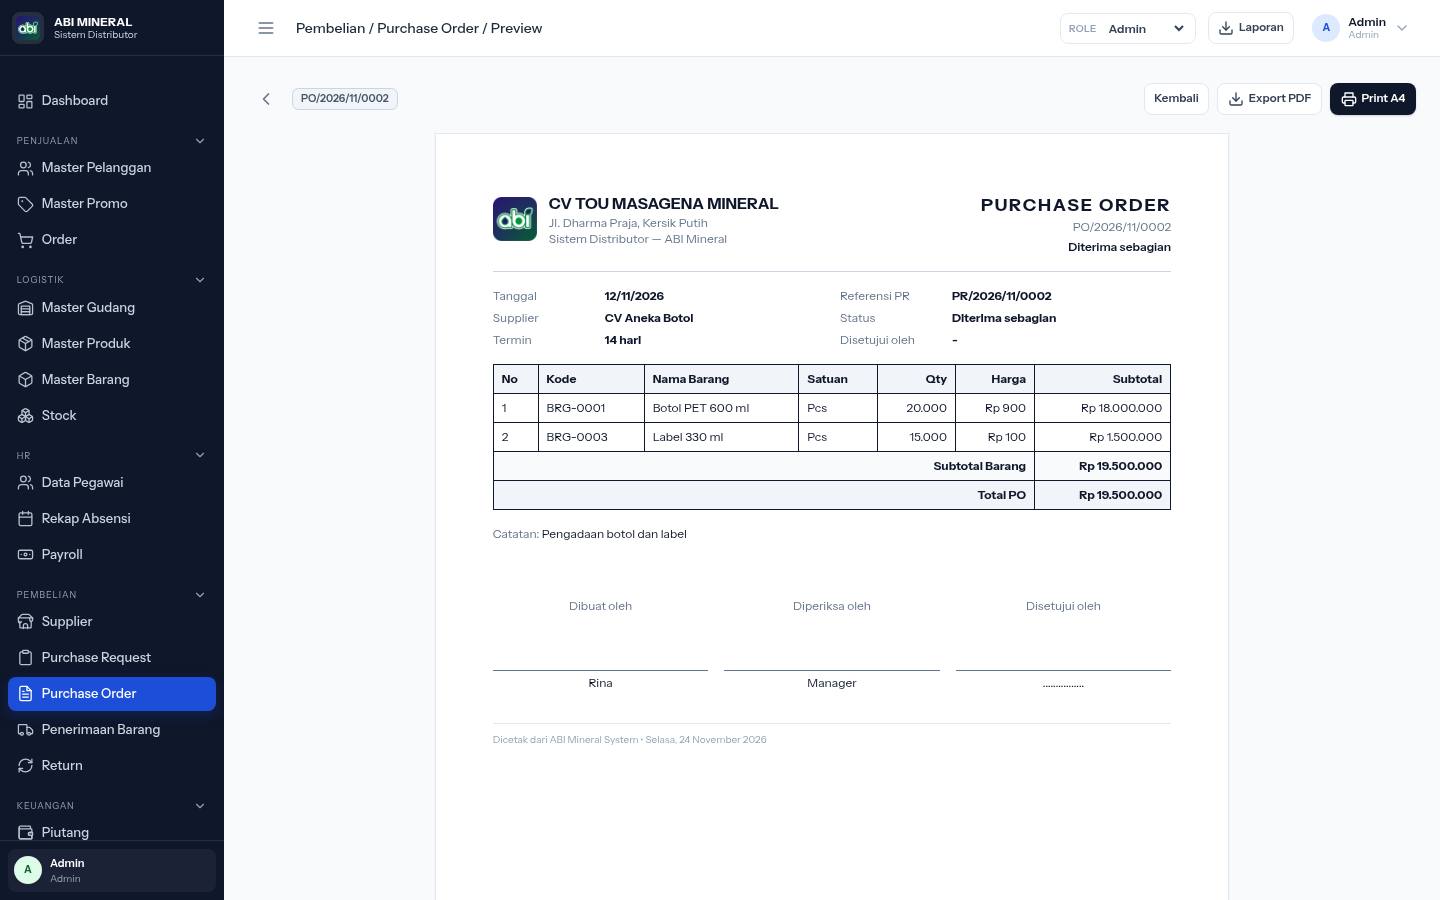 abi
ABI MINERAL
Sistem Distributor
Dashboard
PENJUALAN
Master Pelanggan
Master Promo
Order
LOGISTIK
Master Gudang
Master Produk
Master Barang
Stock
HR
Data Pegawai
Rekap Absensi
Payroll
PEMBELIAN
Supplier
Purchase Request
Purchase Order
Penerimaan Barang
Return
KEUANGAN
Piutang
A
Admin
Admin
Pembelian / Purchase Order / Preview
ROLE Admin
Laporan
A
Admin
Admin
PO/2026/11/0002
Kembali
Export PDF
Print A4
abi
CV TOU MASAGENA MINERAL
Jl. Dharma Praja, Kersik Putih
Sistem Distributor — ABI Mineral
PURCHASE ORDER
PO/2026/11/0002
Diterima sebagian
Tanggal 12/11/2026 Referensi PR PR/2026/11/0002
Supplier CV Aneka Botol Status Diterima sebagian
Termin 14 hari Disetujui oleh -
No Kode Nama Barang Satuan Qty Harga Subtotal
1 BRG-0001 Botol PET 600 ml Pcs 20.000 Rp 900 Rp 18.000.000
2 BRG-0003 Label 330 ml Pcs 15.000 Rp 100 Rp 1.500.000
Subtotal Barang Rp 19.500.000
Total PO Rp 19.500.000
Catatan: Pengadaan botol dan label
Dibuat oleh Diperiksa oleh Disetujui oleh
Rina Manager ................
Dicetak dari ABI Mineral System • Selasa, 24 November 2026